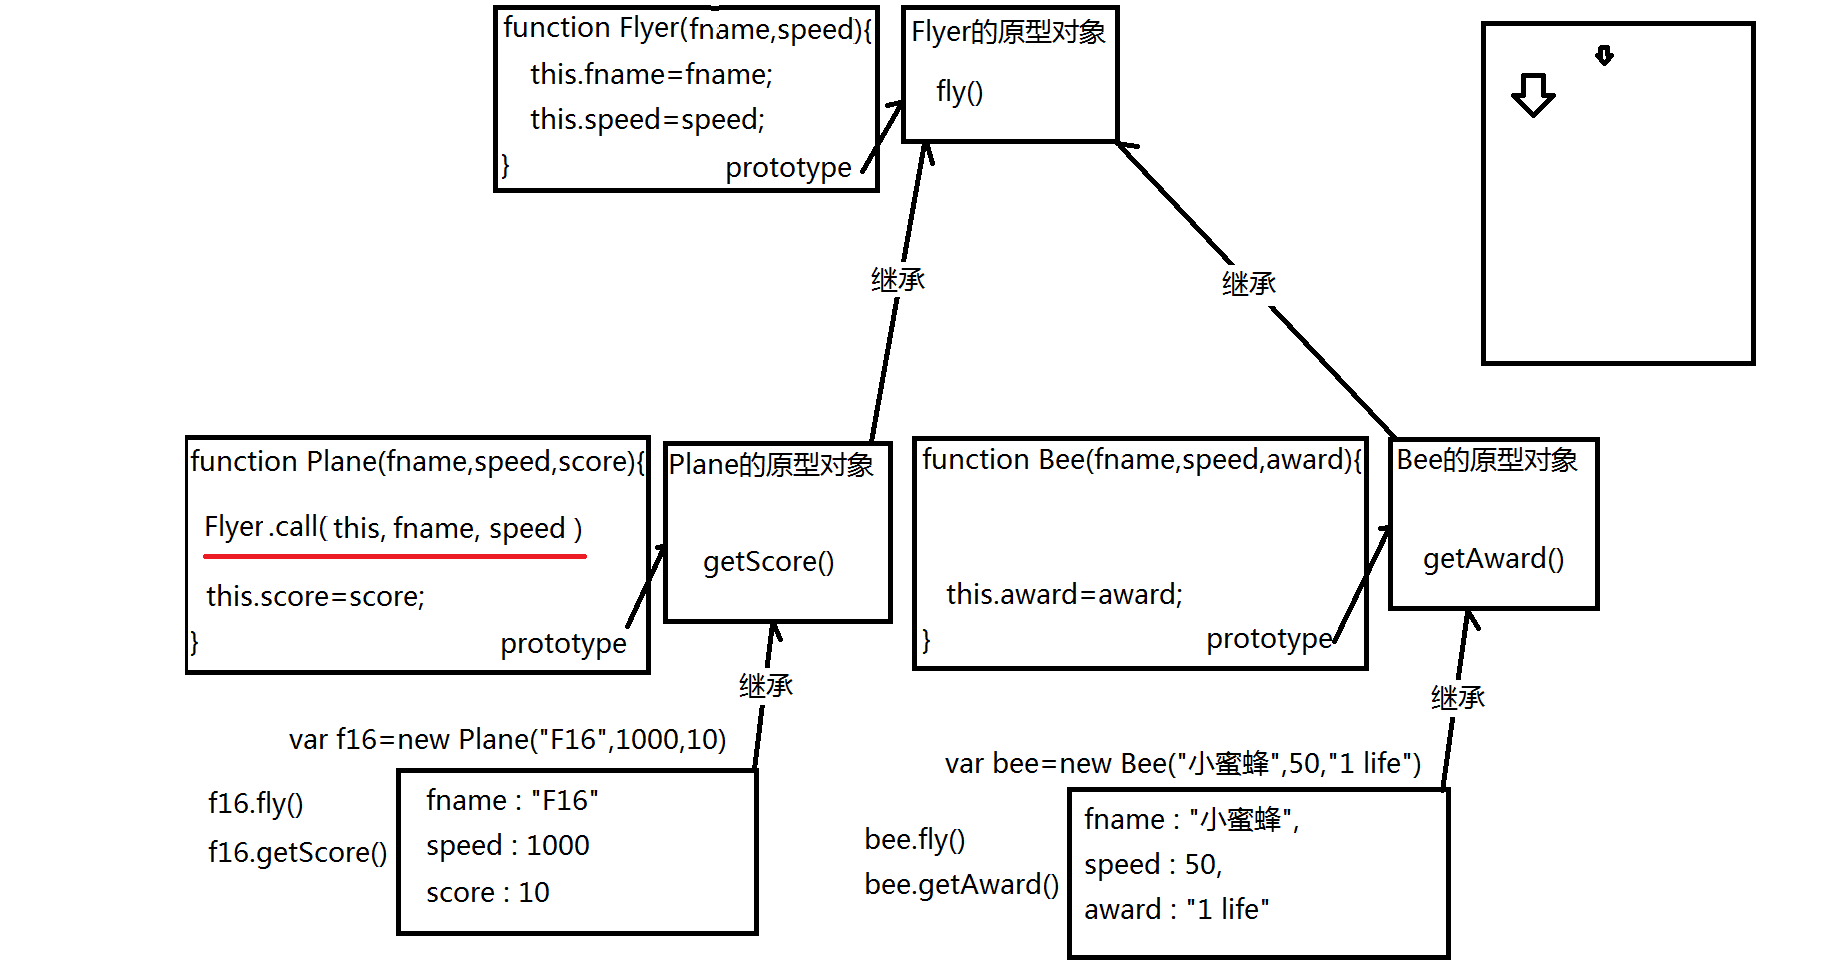 function Flyer(fname,speed){
this.fname=fname;
this.speed=speed;
}
prototype
Flyer的原型对象
fly()
继承
继承
function Plane(fname,speed,score){
Flyer.call( this, fname, speed )
this.score=score;
}
prototype
Plane的原型对象
getScore()
function Bee(fname,speed,award){
this.award=award;
}
prototype
Bee的原型对象
getAward()
继承
继承
var f16=new Plane("F16",1000,10)
f16.fly()
f16.getScore()
fname : "F16"
speed : 1000
score : 10
var bee=new Bee("小蜜蜂",50,"1 life")
bee.fly()
bee.getAward()
fname : "小蜜蜂",
speed : 50,
award : "1 life"